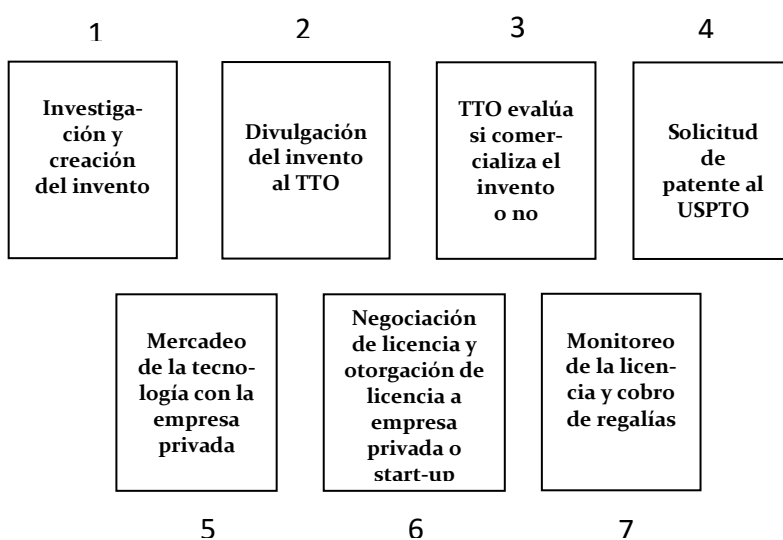 1
2
3
4
Investiga-
ción y
creación
del invento
Divulgación
del invento
al TTO
TTO evalúa
si comer-
cializa el
invento
o no
Solicitud
de
patente al
USPTO
Mercadeo
de la tecno-
logía con la
empresa
privada
Negociación
de licencia y
otorgación de
licencia a
empresa
privada o
start-up
Monitoreo
de la licen-
cia y cobro
de regalías
5
6
7